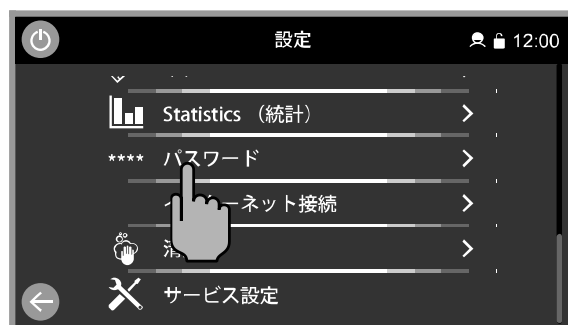 設定
12:00
Statistics （統計）
**** パスワード
ーネット接続
サービス設定